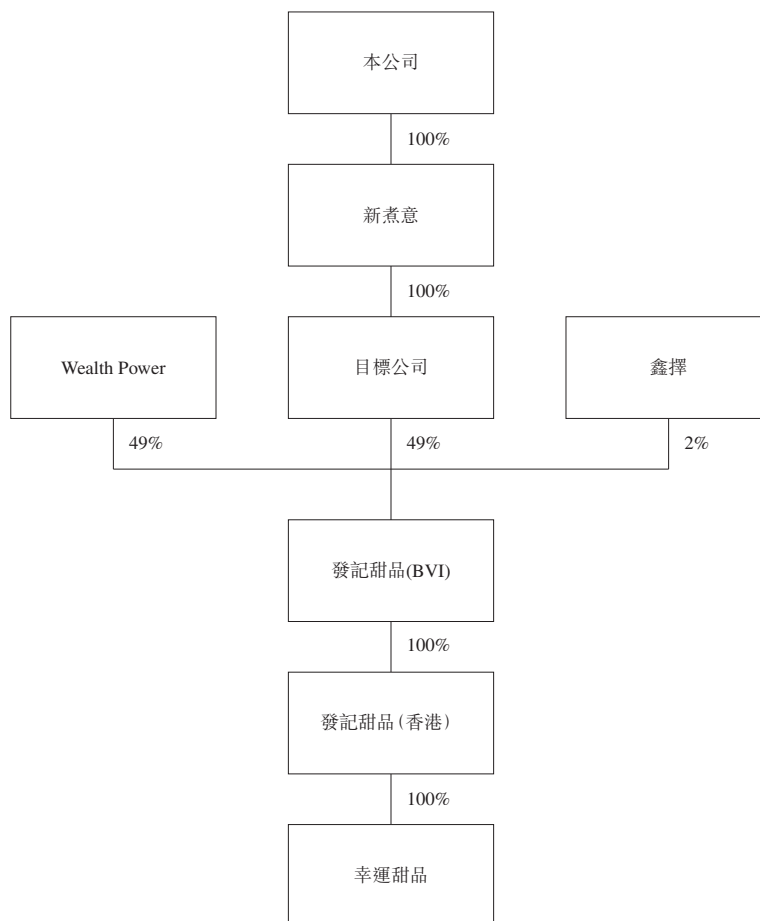 本公司
100%
新煮意
100%
Wealth Power
目標公司
鑫擇
49%
49%
2%
發記甜品(BVI)
100%
發記甜品(香港)
100%
幸運甜品